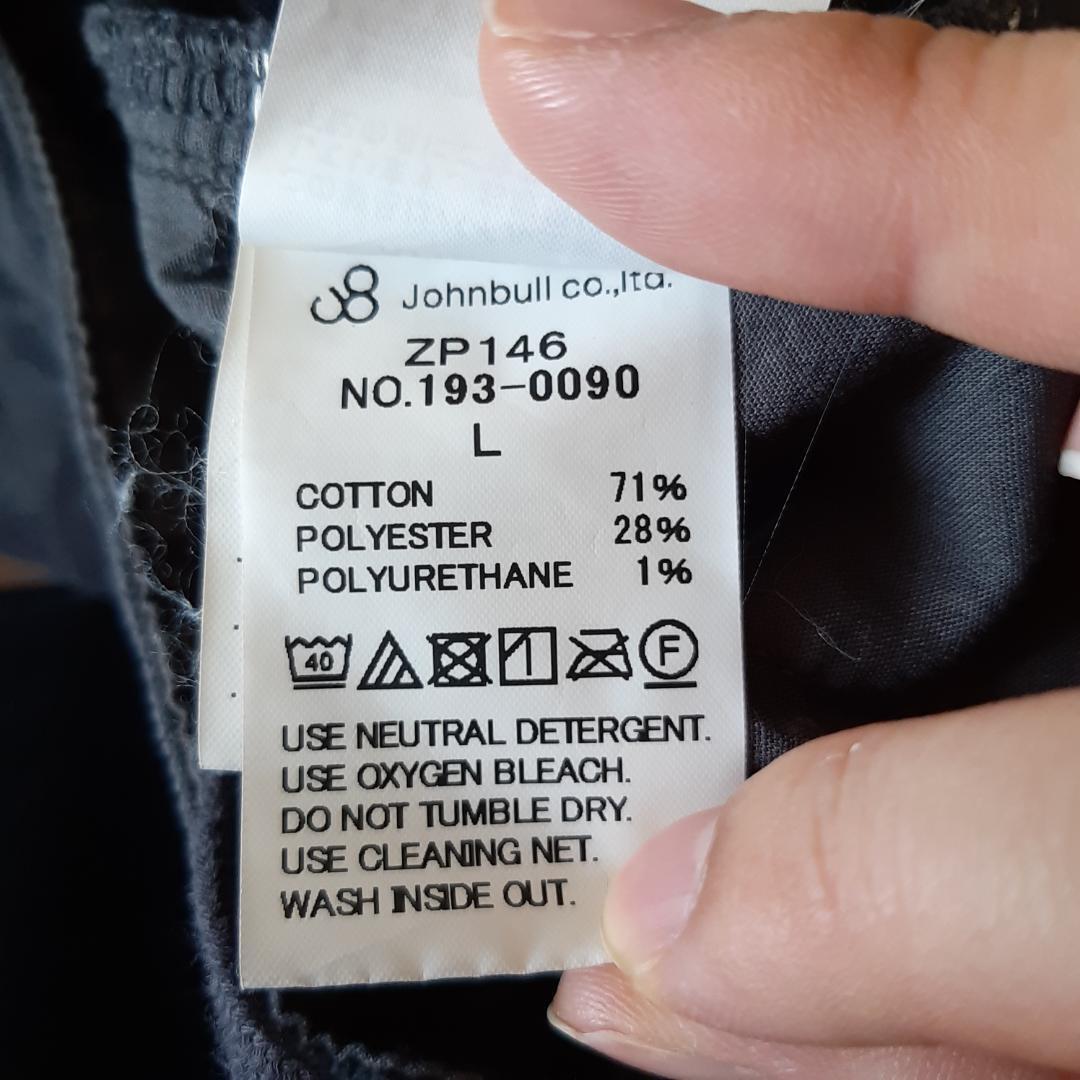 Johnbull co.,ltd.
ZP146
NO.193-0090
L
COTTON 71%
POLYESTER 28%
POLYURETHANE 1%
40 F
USE NEUTRAL DETERGENT.
USE OXYGEN BLEACH.
DO NOT TUMBLE DRY.
USE CLEANING NET.
WASH INSIDE OUT.